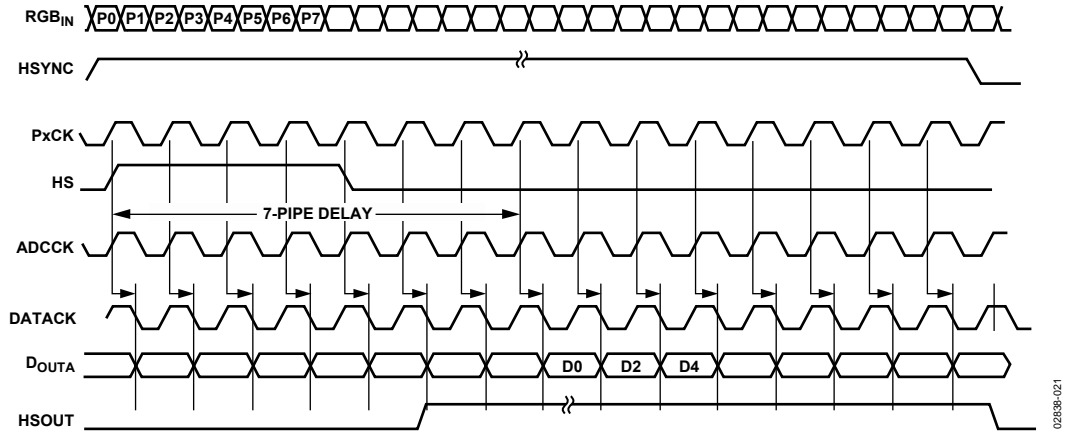 RGBIN P0 P1 P2 P3 P4 P5 P6 P7
HSYNC
PxCK
HS
7-PIPE DELAY
ADCCK
DATACK
DOUTA D0 D2 D4
HSOUT
02838-021